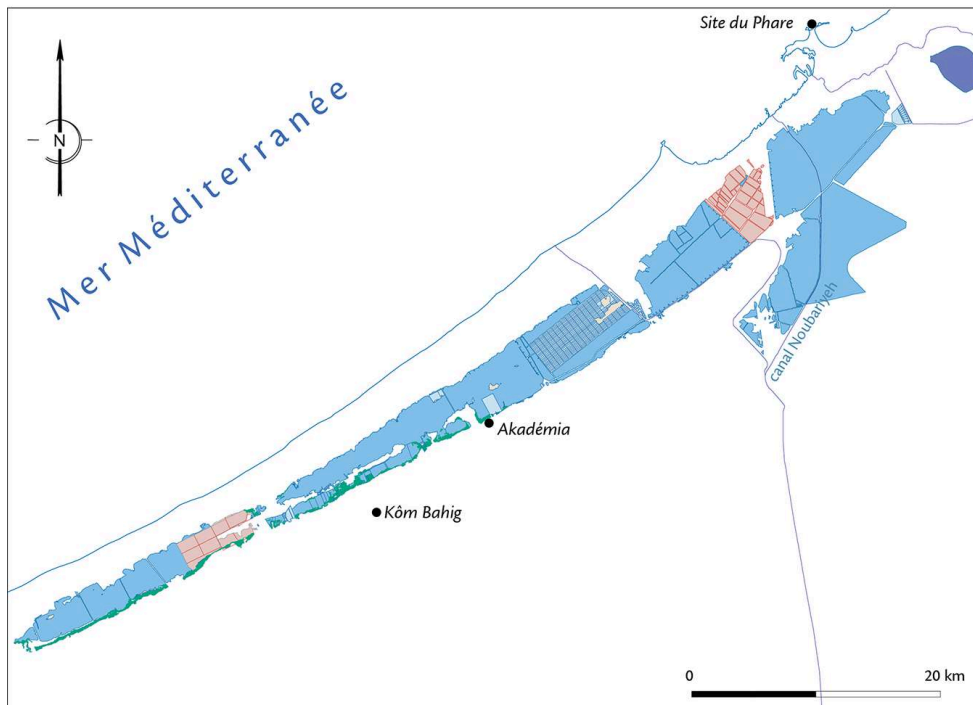 Site du Phare
N
Mer Méditerranée
canal Noubariyeh
Akadémia
Kôm Bahig
0 20 km